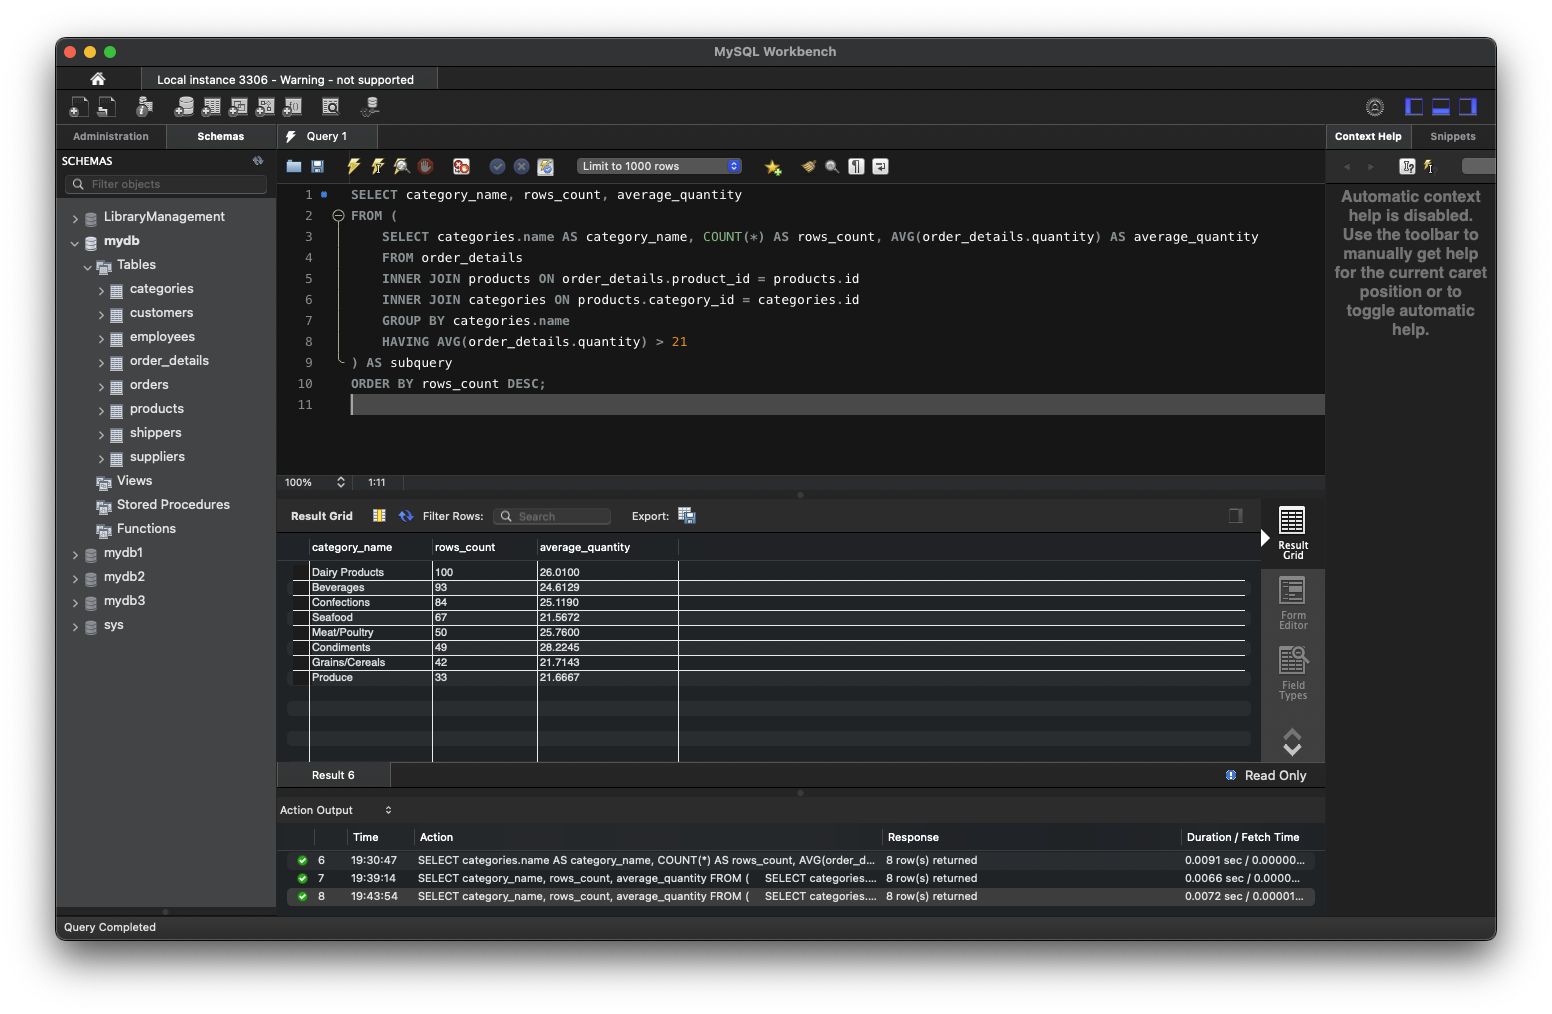 MySQL Workbench
Local instance 3306 - Warning - not supported
Administration
Schemas
Query 1
Context Help
Snippets
SCHEMAS
Filter objects
Limit to 1000 rows
LibraryManagement
mydb
Tables
categories
customers
employees
order_details
orders
products
shippers
suppliers
Views
Stored Procedures
Functions
mydb1
mydb2
mydb3
sys
1 SELECT category_name, rows_count, average_quantity
2 FROM (
3 SELECT categories.name AS category_name, COUNT(*) AS rows_count, AVG(order_details.quantity) AS average_quantity
4 FROM order_details
5 INNER JOIN products ON order_details.product_id = products.id
6 INNER JOIN categories ON products.category_id = categories.id
7 GROUP BY categories.name
8 HAVING AVG(order_details.quantity) > 21
9 ) AS subquery
10 ORDER BY rows_count DESC;
11
Automatic context
help is disabled.
Use the toolbar to
manually get help
for the current caret
position or to
toggle automatic
help.
100% 1:11
Result Grid Filter Rows: Search Export:
category_name rows_count average_quantity
Dairy Products 100 26.0100
Beverages 93 24.6129
Confections 84 25.1190
Seafood 67 21.5672
Meat/Poultry 50 25.7600
Condiments 49 28.2245
Grains/Cereals 42 21.7143
Produce 33 21.6667
Result
Grid
Form
Editor
Field
Types
Result 6
Read Only
Action Output
Time Action Response Duration / Fetch Time
6 19:30:47 SELECT categories.name AS category_name, COUNT(*) AS rows_count, AVG(order_d... 8 row(s) returned 0.0091 sec / 0.00000...
7 19:39:14 SELECT category_name, rows_count, average_quantity FROM ( SELECT categories.... 8 row(s) returned 0.0066 sec / 0.0000...
8 19:43:54 SELECT category_name, rows_count, average_quantity FROM ( SELECT categories.... 8 row(s) returned 0.0072 sec / 0.00001...
Query Completed